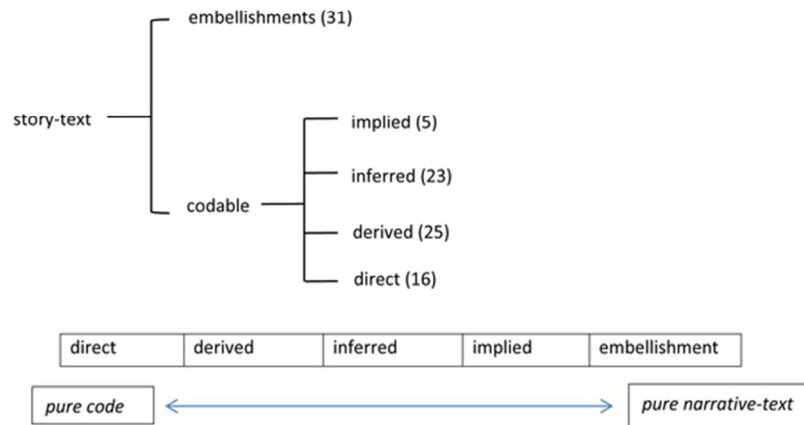 embellishments (31)
story-text
implied (5)
inferred (23)
codable
derived (25)
direct (16)
direct derived inferred implied embellishment
pure code pure narrative-text